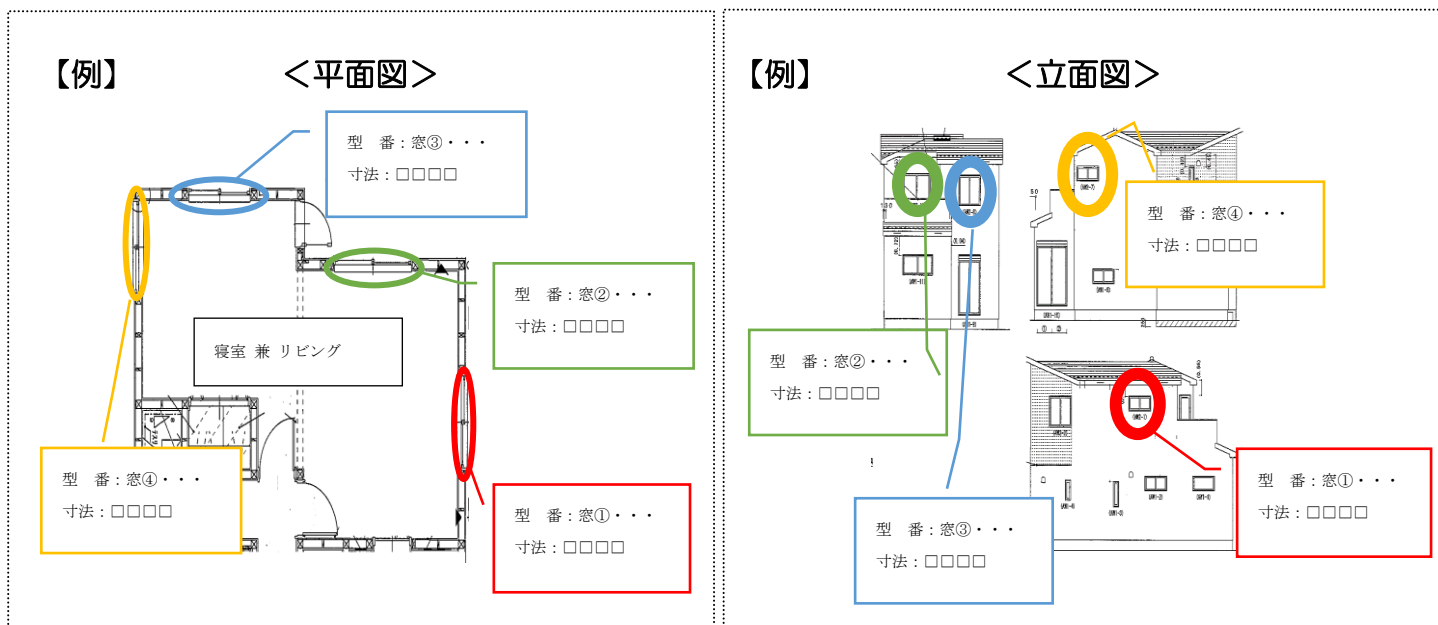 【例】 <平面図>
型　番：窓③・・・
寸法：□□□□
型　番：窓②・・・
寸法：□□□□
寝室 兼 リビング
型　番：窓④・・・
寸法：□□□□
型　番：窓①・・・
寸法：□□□□
【例】 <立面図>
型　番：窓④・・・
寸法：□□□□
型　番：窓②・・・
寸法：□□□□
型　番：窓①・・・
寸法：□□□□
型　番：窓③・・・
寸法：□□□□